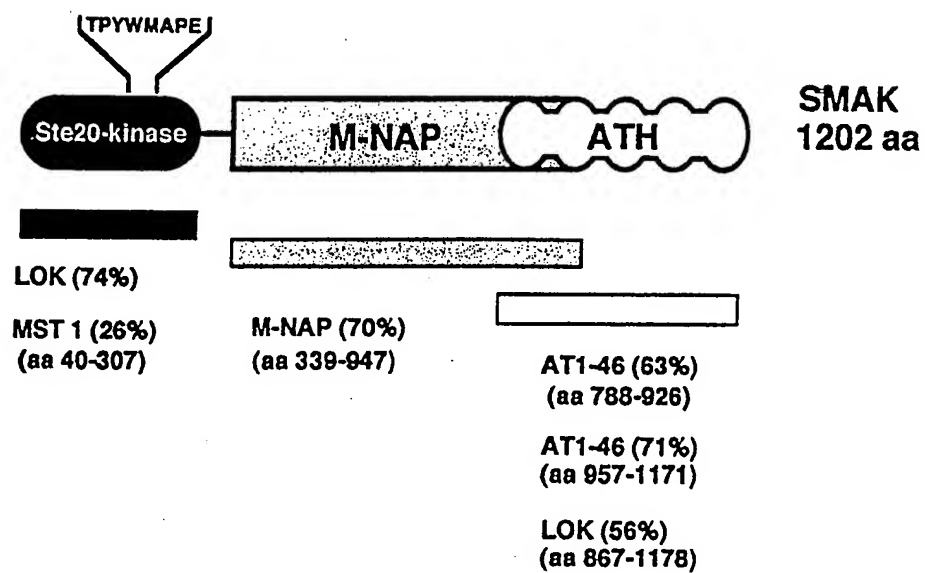 TPYWMAPE
.Ste20-kinase
M-NAP
ATH
SMAK
1202 aa
LOK (74%)
MST 1 (26%)
(aa 40-307)
M-NAP (70%)
(aa 339-947)
AT1-46 (63%)
(aa 788-926)
AT1-46 (71%)
(aa 957-1171)
LOK (56%)
(aa 867-1178)